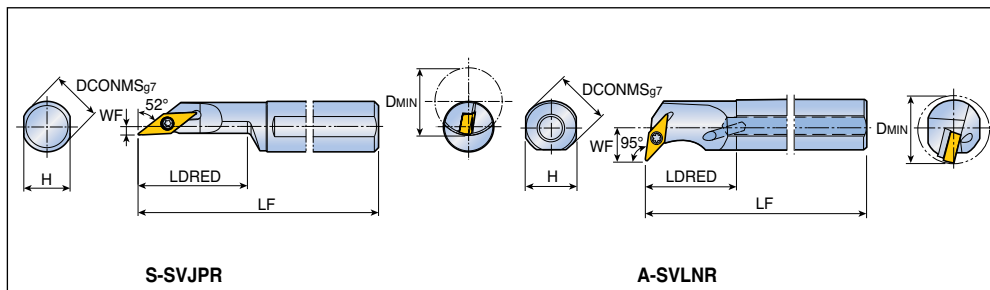 DCONMSg7
52°
WF
H
LDRED
LF
DMIN
S-SVJPR
DCONMSg7
WF
95°
H
LDRED
LF
DMIN
A-SVLNR